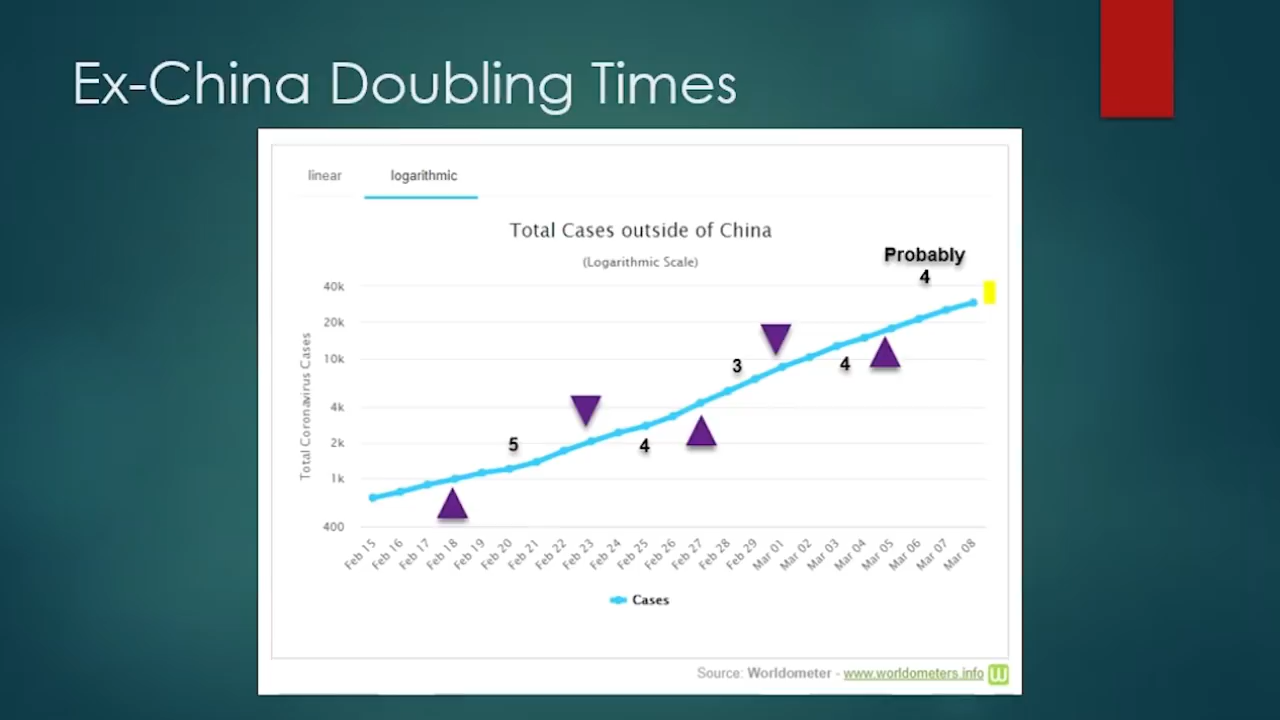 Ex-China Doubling Times
linear
logarithmic
Total Cases outside of China
(Logarithmic Scale)
Probably
4
40k
20k
10k
4k
2k
1k
400
Total Coronavirus Cases
5
4
3
4
Feb 15
Feb 16
Feb 17
Feb 18
Feb 19
Feb 20
Feb 21
Feb 22
Feb 23
Feb 24
Feb 25
Feb 26
Feb 27
Feb 28
Feb 29
Mar 01
Mar 02
Mar 03
Mar 04
Mar 05
Mar 06
Mar 07
Mar 08
Cases
Source: Worldometer - www.worldometers.info W